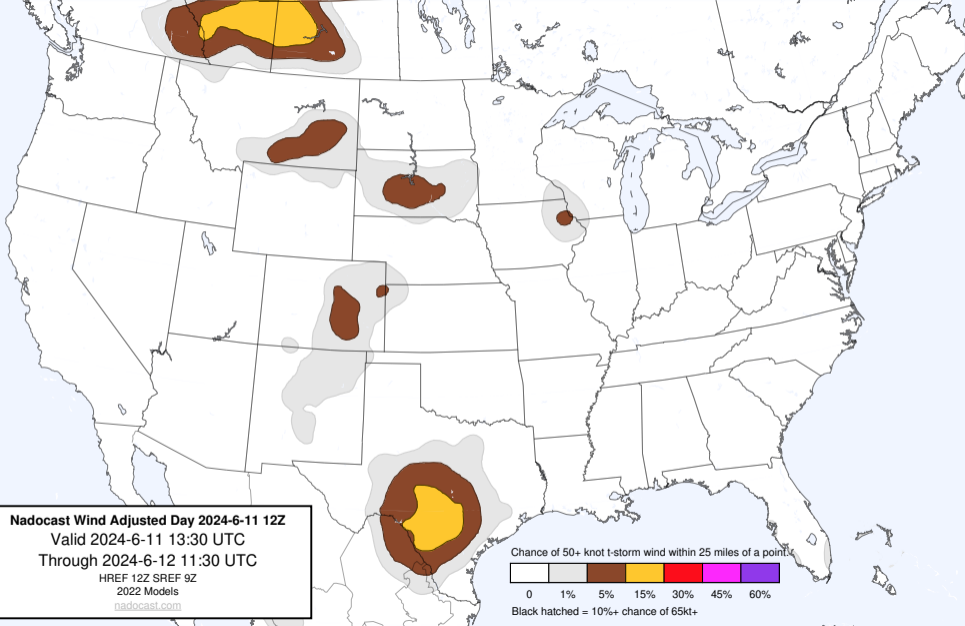 Nadocast Wind Adjusted Day 2024-6-11 12Z
Valid 2024-6-11 13:30 UTC
Through 2024-6-12 11:30 UTC
HREF 12Z SREF 9Z
2022 Models
nadocast.com
Chance of 50+ knot t-storm wind within 25 miles of a point.
0 1% 5% 15% 30% 45% 60%
Black hatched = 10%+ chance of 65kt+